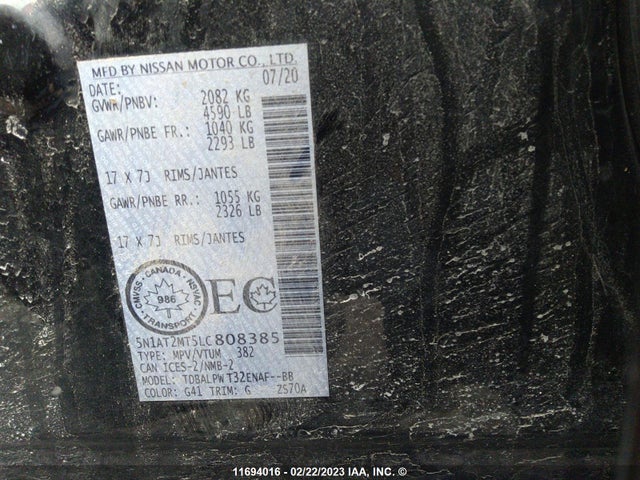 MFD BY NISSAN MOTOR CO., LTD.
DATE: 07/20
GVWR/PNBV: 2082 KG
4590 LB
GAWR/PNBE FR.: 1040 KG
2293 LB
17 X 7J RIMS/JANTES
GAWR/PNBE RR.: 1055 KG
2326 LB
17 X 7J RIMS/JANTES
CMVSS - CANADA - NSVAC
986
TRANSPORT
EC
5N1AT2MT5LC808385
TYPE: MPV/VTUM 382
CAN ICES-2/NMB-2
MODEL: TDBALPWT32ENAF--BB
COLOR: G41 TRIM: G 2S70A
11694016 - 02/22/2023 IAA, INC. ©